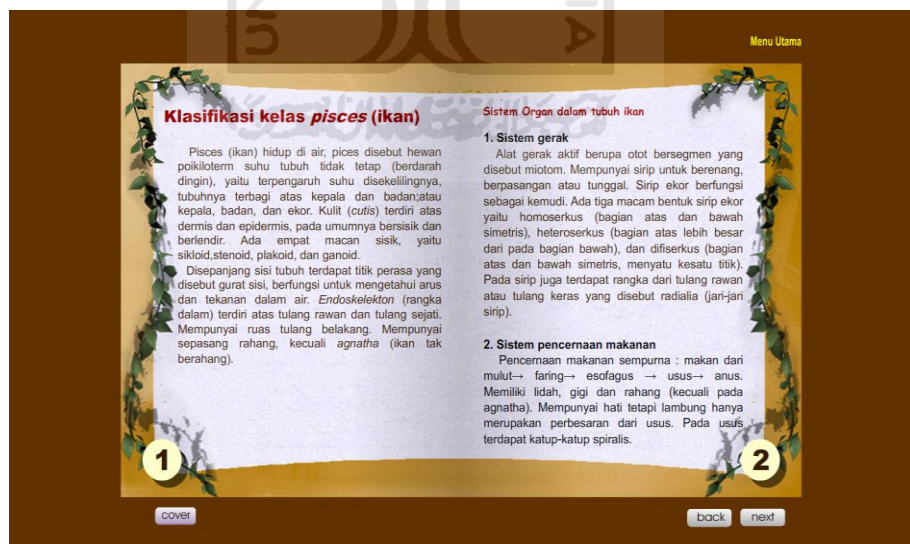 Menu Utama
Klasifikasi kelas pisces (ikan)
Pisces (ikan) hidup di air, pices disebut hewan
poikiloterm suhu tubuh tidak tetap (berdarah
dingin), yaitu terpengaruh suhu disekelilingnya,
tubuhnya terbagi atas kepala dan badan;atau
kepala, badan, dan ekor. Kulit (cutis) terdiri atas
dermis dan epidermis, pada umumnya bersisik dan
berlendir. Ada empat macan sisik, yaitu
sikloid,stenoid, plakoid, dan ganoid.
Disepanjang sisi tubuh terdapat titik perasa yang
disebut gurat sisi, berfungsi untuk mengetahui arus
dan tekanan dalam air. Endoskelekton (rangka
dalam) terdiri atas tulang rawan dan tulang sejati.
Mempunyai ruas tulang belakang. Mempunyai
sepasang rahang, kecuali agnatha (ikan tak
berahang).
1
Sistem Organ dalam tubuh ikan
1. Sistem gerak
Alat gerak aktif berupa otot bersegmen yang
disebut miotom. Mempunyai sirip untuk berenang,
berpasangan atau tunggal. Sirip ekor berfungsi
sebagai kemudi. Ada tiga macam bentuk sirip ekor
yaitu homoserkus (bagian atas dan bawah
simetris), heteroserkus (bagian atas lebih besar
dari pada bagian bawah), dan difiserkus (bagian
atas dan bawah simetris, menyatu kesatu titik).
Pada sirip juga terdapat rangka dari tulang rawan
atau tulang keras yang disebut radialia (jari-jari
sirip).
2. Sistem pencernaan makanan
Pencernaan makanan sempurna : makan dari
mulut→ faring→ esofagus → usus→ anus.
Memiliki lidah, gigi dan rahang (kecuali pada
agnatha). Mempunyai hati tetapi lambung hanya
merupakan perbesaran dari usus. Pada usus
terdapat katup-katup spiralis.
2
cover
back
next